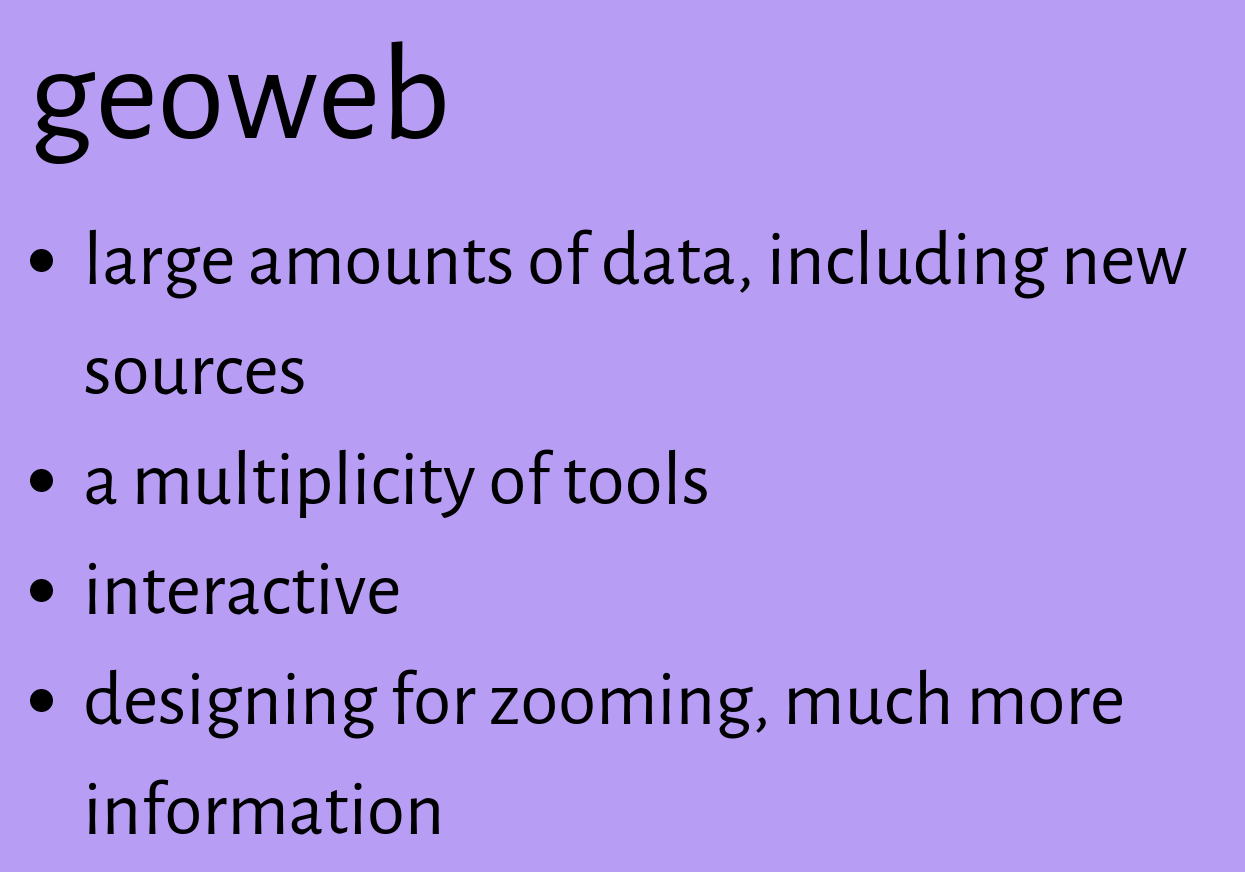 geoweb
• large amounts of data, including new
sources
• a multiplicity of tools
• interactive
• designing for zooming, much more
information